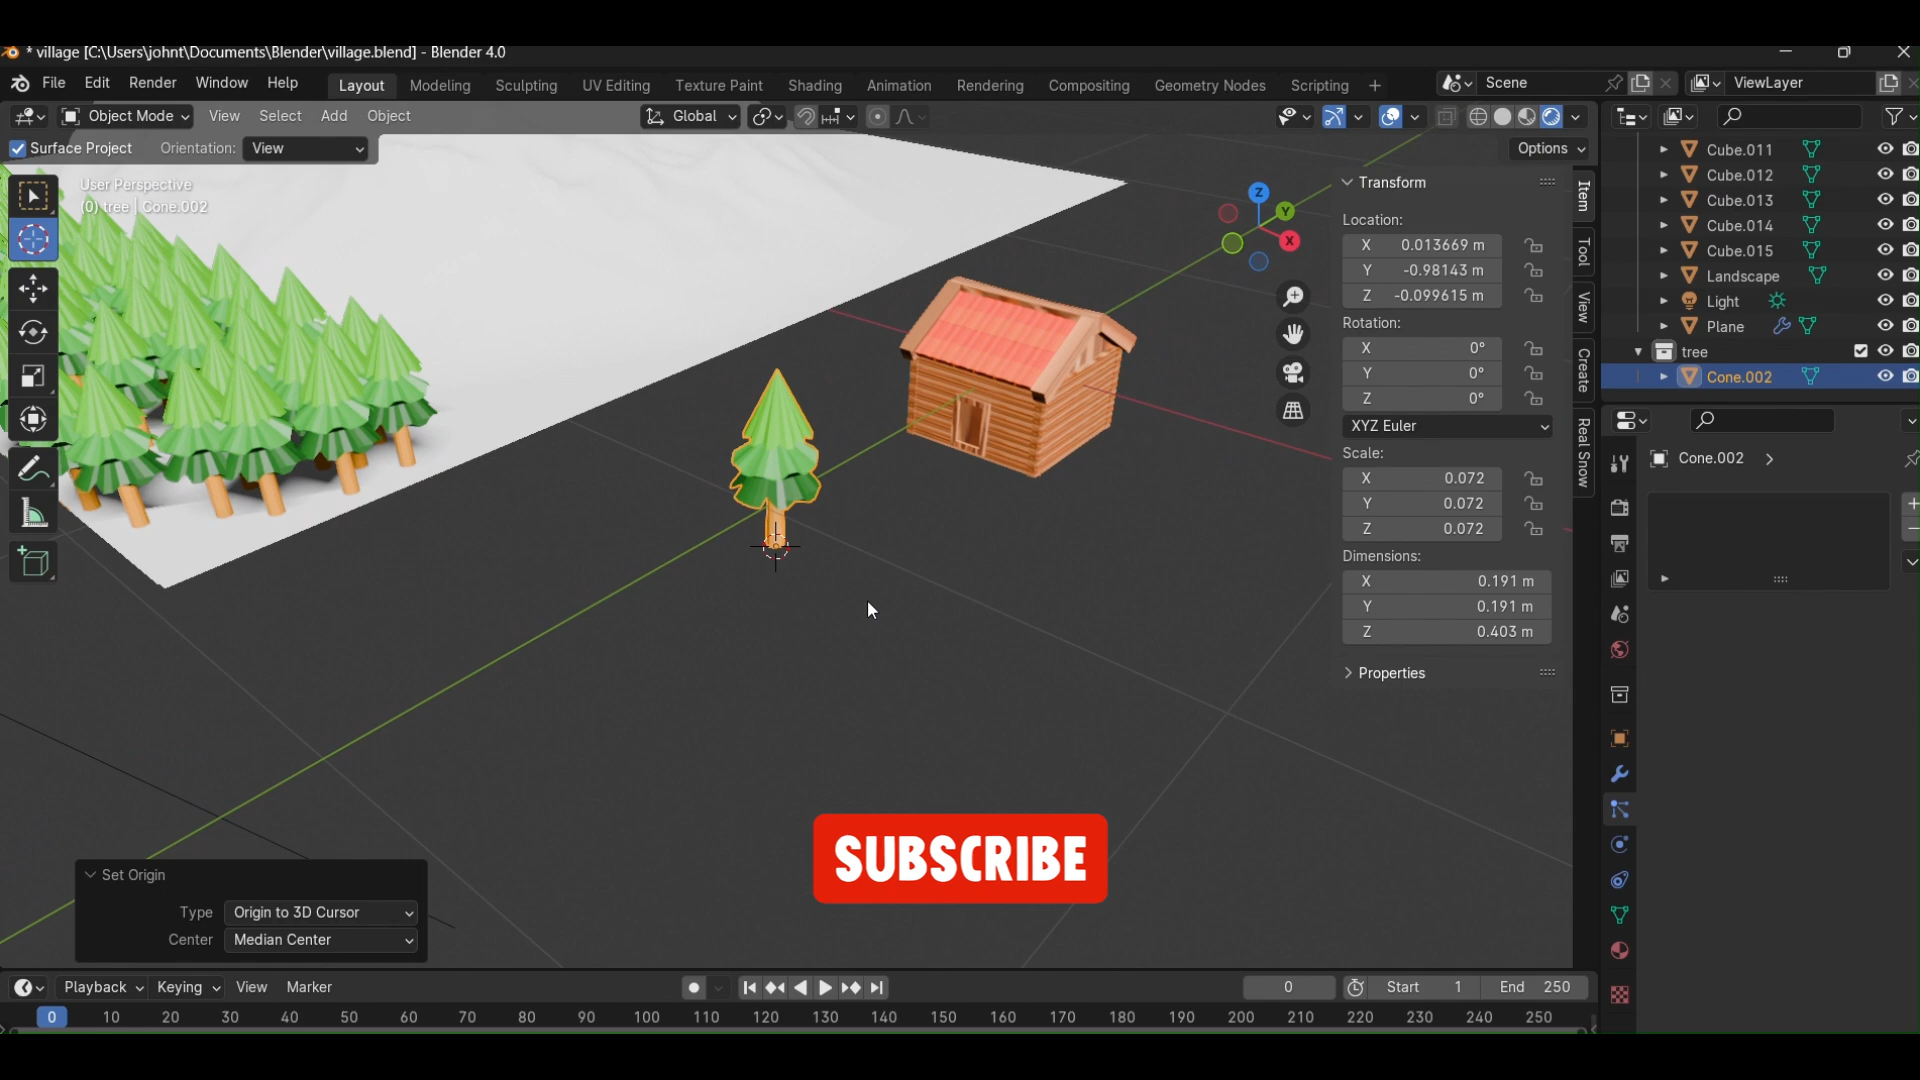 * village [C:\Users\johnt\Documents\Blender\village.blend] - Blender 4.0
File Edit Render Window Help Layout Modeling Sculpting UV Editing Texture Paint Shading Animation Rendering Compositing Geometry Nodes Scripting + Scene ViewLayer
Object Mode View Select Add Object Global
Surface Project Orientation: View Options
User Perspective
(0) tree | Cone.002
Z
Y
X
Transform
Location:
X 0.013669 m
Y -0.98143 m
Z -0.099615 m
Rotation:
X 0°
Y 0°
Z 0°
XYZ Euler
Scale:
X 0.072
Y 0.072
Z 0.072
Dimensions:
X 0.191 m
Y 0.191 m
Z 0.403 m
Properties
Item
Tool
View
Create
Real Snow
Cube.011
Cube.012
Cube.013
Cube.014
Cube.015
Landscape
Light
Plane
tree
Cone.002
Cone.002
SUBSCRIBE
Set Origin
Type Origin to 3D Cursor
Center Median Center
Playback Keying View Marker 0 Start 1 End 250
0 10 20 30 40 50 60 70 80 90 100 110 120 130 140 150 160 170 180 190 200 210 220 230 240 250